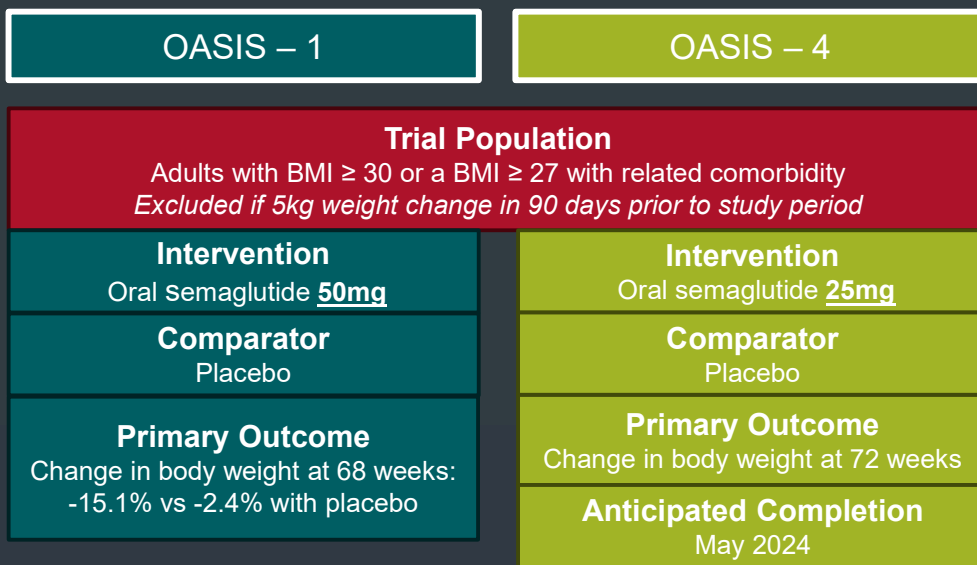 OASIS – 1
OASIS – 4
Trial Population
Adults with BMI ≥ 30 or a BMI ≥ 27 with related comorbidity
Excluded if 5kg weight change in 90 days prior to study period
Intervention
Oral semaglutide 50mg
Comparator
Placebo
Primary Outcome
Change in body weight at 68 weeks:
-15.1% vs -2.4% with placebo
Intervention
Oral semaglutide 25mg
Comparator
Placebo
Primary Outcome
Change in body weight at 72 weeks
Anticipated Completion
May 2024